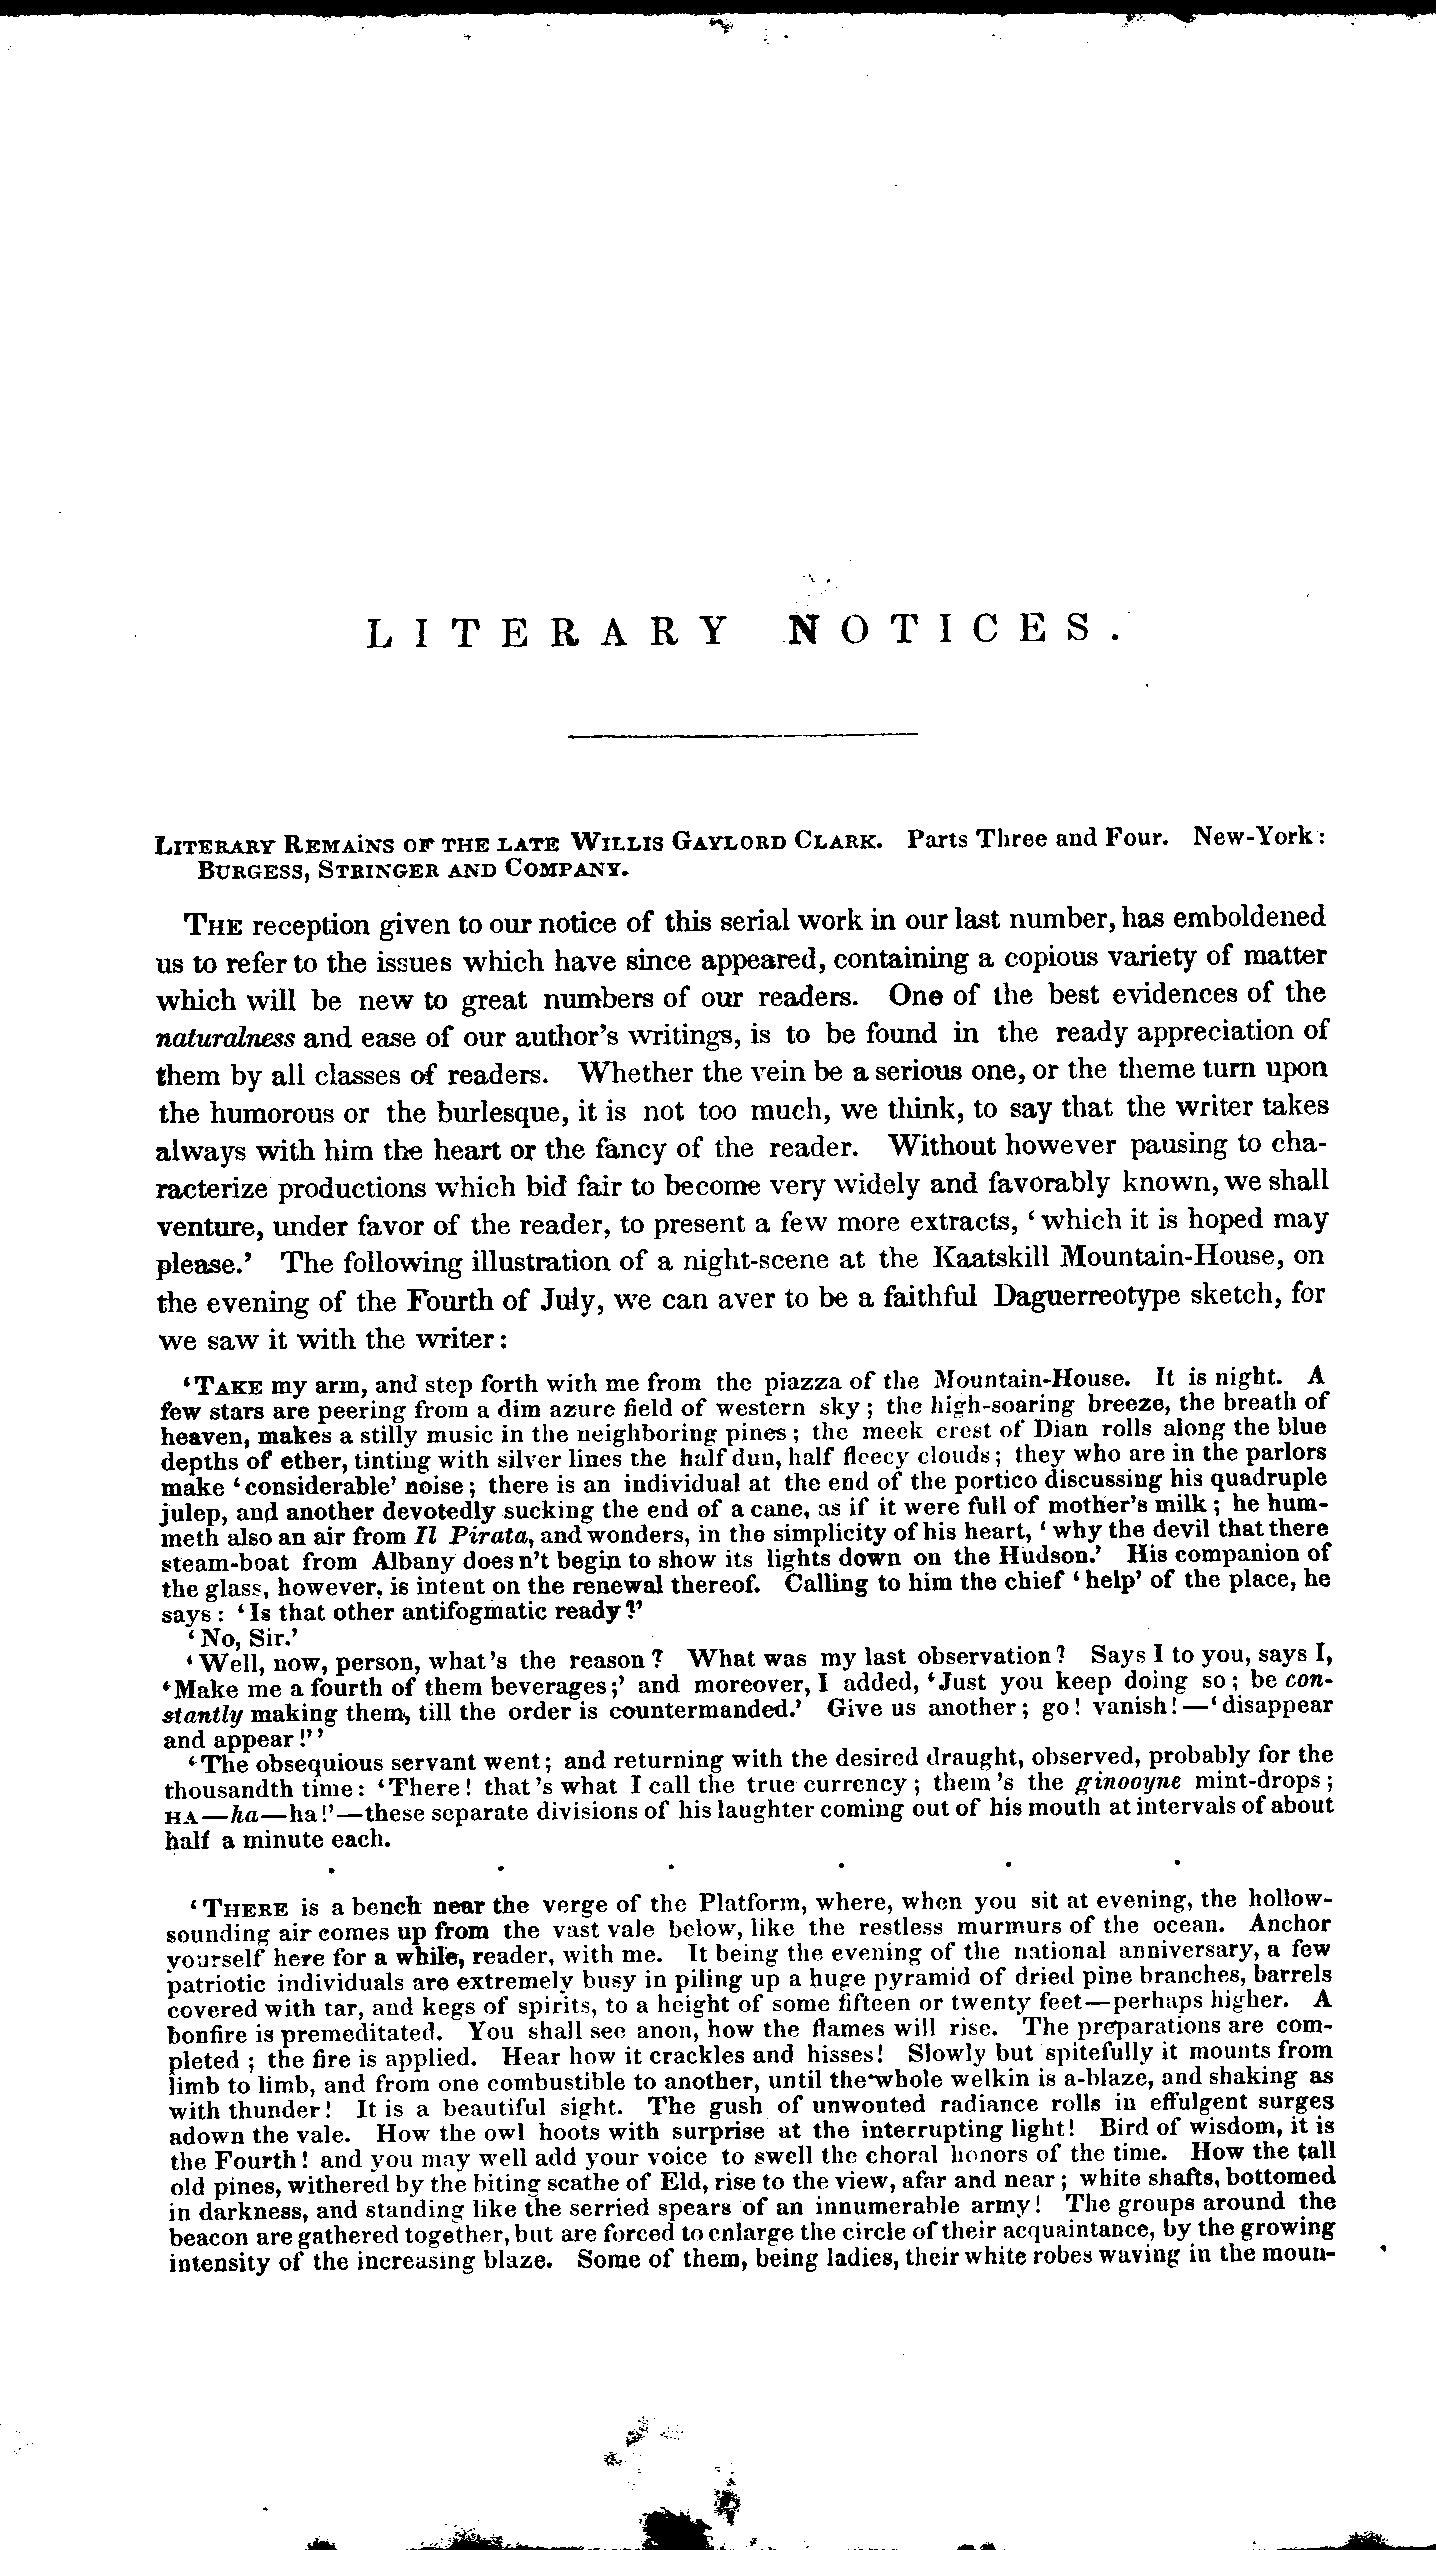 LITERARY NOTICES.
LITERARY REMAINS OF THE LATE WILLIS GAYLORD CLARK. Parts Three and Four. New-York:
BURGESS, STRINGER AND COMPANY.
THE reception given to our notice of this serial work in our last number, has emboldened
us to refer to the issues which have since appeared, containing a copious variety of matter
which will be new to great numbers of our readers. One of the best evidences of the
naturalness and ease of our author's writings, is to be found in the ready appreciation of
them by all classes of readers. Whether the vein be a serious one, or the theme turn upon
the humorous or the burlesque, it is not too much, we think, to say that the writer takes
always with him the heart or the fancy of the reader. Without however pausing to cha-
racterize productions which bid fair to become very widely and favorably known, we shall
venture, under favor of the reader, to present a few more extracts, ‘which it is hoped may
please.’ The following illustration of a night-scene at the Kaatskill Mountain-House, on
the evening of the Fourth of July, we can aver to be a faithful Daguerreotype sketch, for
we saw it with the writer:
‘TAKE my arm, and step forth with me from the piazza of the Mountain-House. It is night. A
few stars are peering from a dim azure field of western sky; the high-soaring breeze, the breath of
heaven, makes a stilly music in the neighboring pines; the meek crest of Dian rolls along the blue
depths of ether, tinting with silver lines the half dun, half fleecy clouds; they who are in the parlors
make ‘considerable’ noise; there is an individual at the end of the portico discussing his quadruple
julep, and another devotedly sucking the end of a cane, as if it were full of mother's milk; he hum-
meth also an air from Il Pirata, and wonders, in the simplicity of his heart, ‘why the devil that there
steam-boat from Albany does n't begin to show its lights down on the Hudson.’ His companion of
the glass, however, is intent on the renewal thereof. Calling to him the chief ‘help’ of the place, he
says: ‘Is that other antifogmatic ready?’
‘No, Sir.’
‘Well, now, person, what's the reason? What was my last observation? Says I to you, says I,
‘Make me a fourth of them beverages;’ and moreover, I added, ‘Just you keep doing so; be con-
stantly making them, till the order is countermanded.’ Give us another; go! vanish!—‘disappear
and appear!’’
‘The obsequious servant went; and returning with the desired draught, observed, probably for the
thousandth time: ‘There! that's what I call the true currency; them's the ginooyne mint-drops;
HA—ha—ha!’—these separate divisions of his laughter coming out of his mouth at intervals of about
half a minute each.
. . . . . .
‘THERE is a bench near the verge of the Platform, where, when you sit at evening, the hollow-
sounding air comes up from the vast vale below, like the restless murmurs of the ocean. Anchor
yourself here for a while, reader, with me. It being the evening of the national anniversary, a few
patriotic individuals are extremely busy in piling up a huge pyramid of dried pine branches, barrels
covered with tar, and kegs of spirits, to a height of some fifteen or twenty feet—perhaps higher. A
bonfire is premeditated. You shall see anon, how the flames will rise. The preparations are com-
pleted; the fire is applied. Hear how it crackles and hisses! Slowly but spitefully it mounts from
limb to limb, and from one combustible to another, until the whole welkin is a-blaze, and shaking as
with thunder! It is a beautiful sight. The gush of unwonted radiance rolls in effulgent surges
adown the vale. How the owl hoots with surprise at the interrupting light! Bird of wisdom, it is
the Fourth! and you may well add your voice to swell the choral honors of the time. How the tall
old pines, withered by the biting scathe of Eld, rise to the view, afar and near; white shafts, bottomed
in darkness, and standing like the serried spears of an innumerable army! The groups around the
beacon are gathered together, but are forced to enlarge the circle of their acquaintance, by the growing
intensity of the increasing blaze. Some of them, being ladies, their white robes waving in the moun-